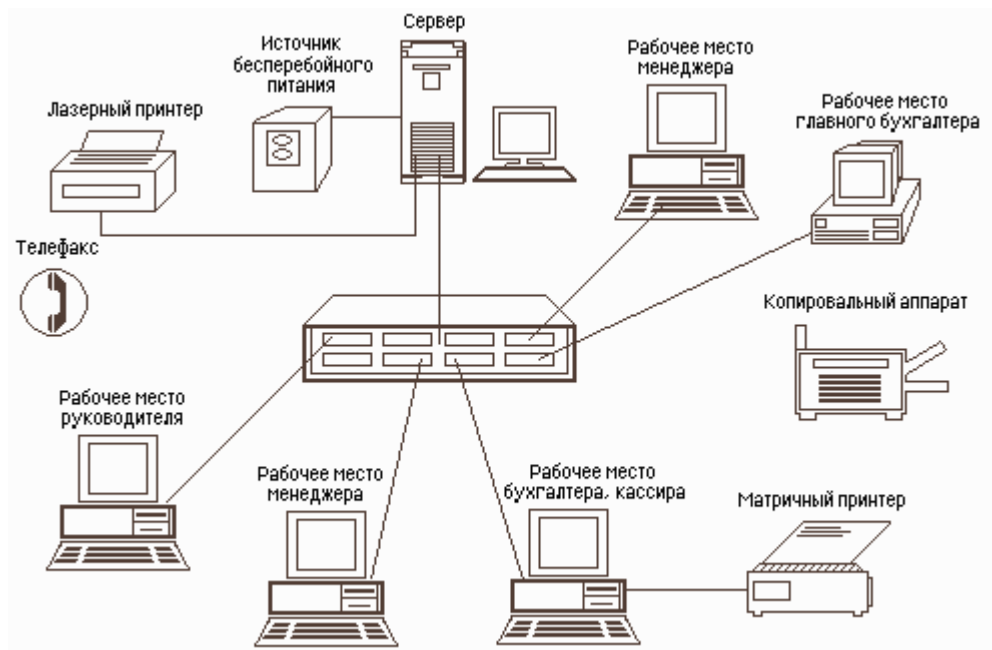 Сервер
Источник
бесперебойного
питания
Рабочее место
менеджера
Рабочее место
главного бухгалтера
Лазерный принтер
Телефакс
Копировальный аппарат
Рабочее место
руководителя
Рабочее место
менеджера
Рабочее место
бухгалтера, кассира
Матричный принтер